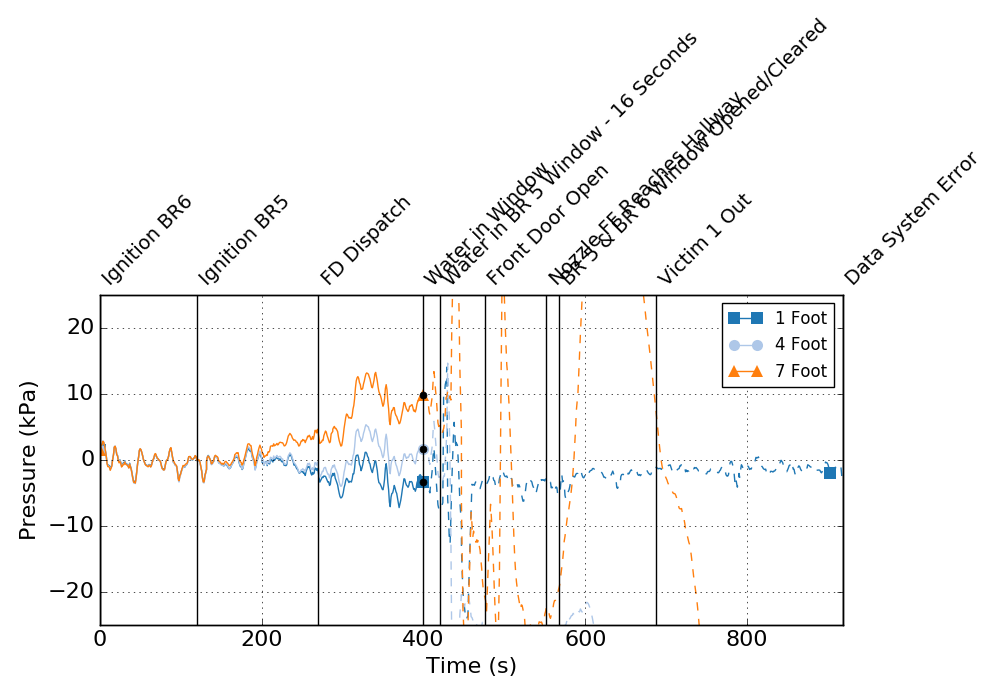 Ignition BR6
Ignition BR5
FD Dispatch
Water in Window
Water in BR 5 Window - 16 Seconds
Front Door Open
Nozzle FF Reaches Hallway
BR 5 & BR 6 Window Opened/Cleared
Victim 1 Out
Data System Error
1 Foot
4 Foot
7 Foot
Pressure (kPa)
20
10
0
−10
−20
0 200 400 600 800
Time (s)